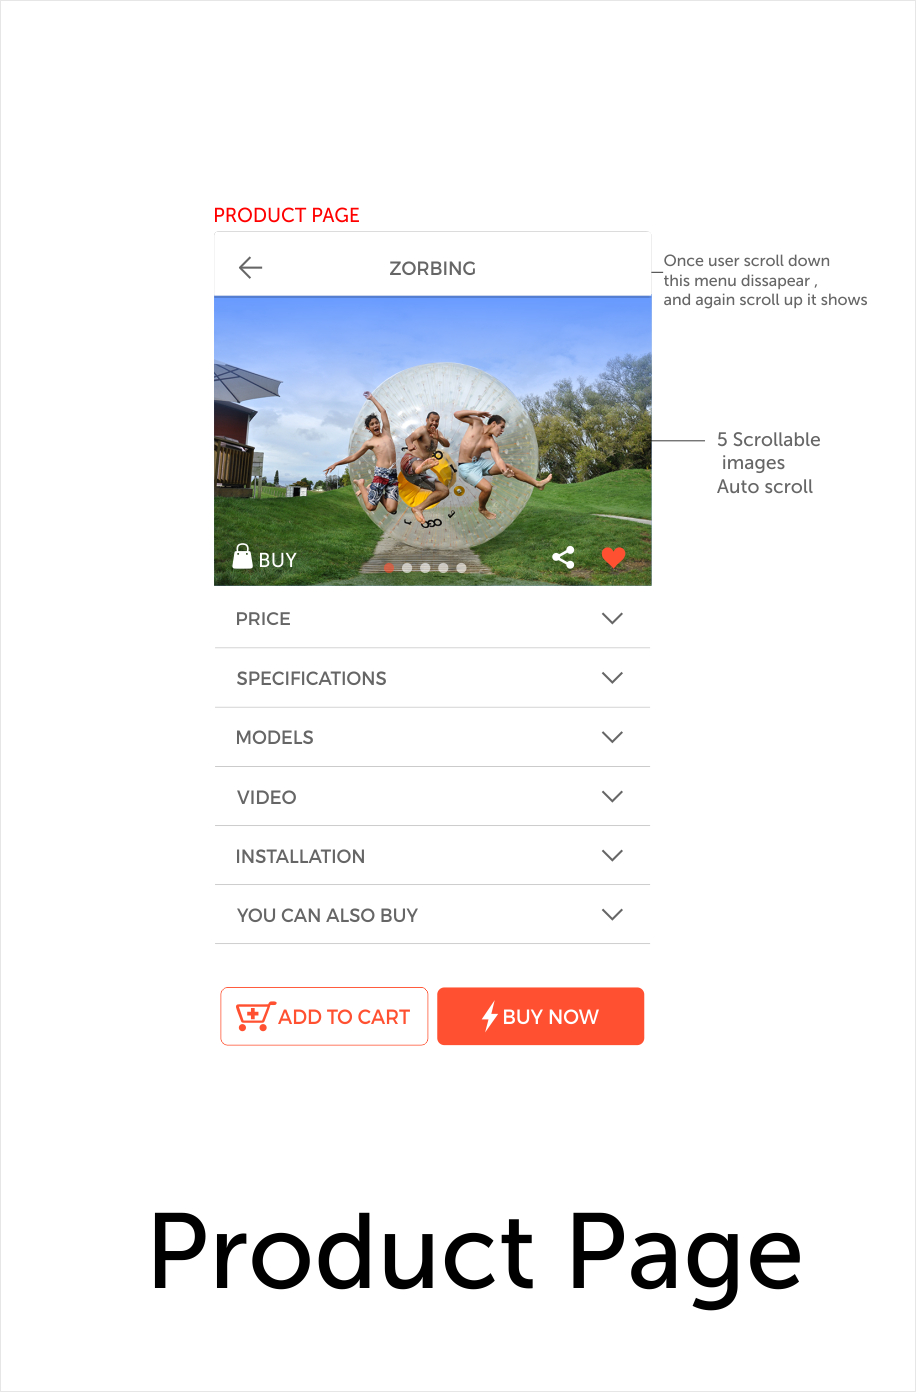 PRODUCT PAGE
ZORBING
Once user scroll down
this menu dissapear ,
and again scroll up it shows
5 Scrollable
images
Auto scroll
BUY
PRICE
SPECIFICATIONS
MODELS
VIDEO
INSTALLATION
YOU CAN ALSO BUY
ADD TO CART
BUY NOW
Product Page